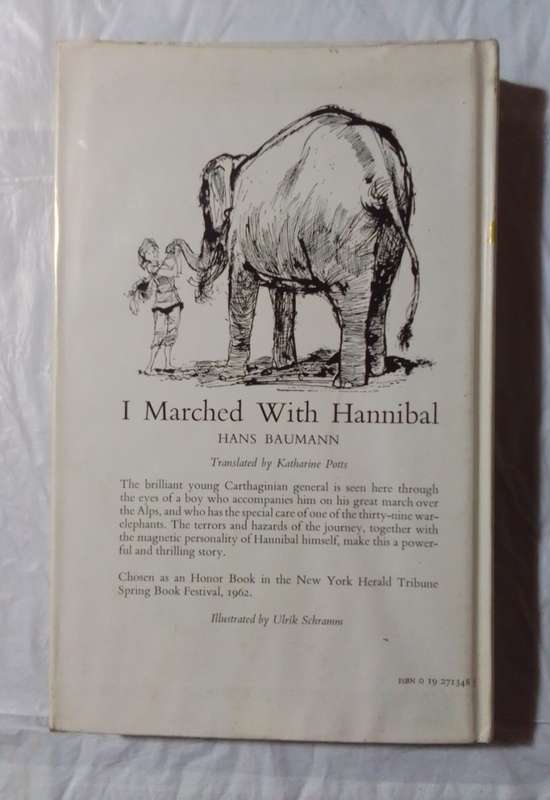 I Marched With Hannibal
HANS BAUMANN
Translated by Katharine Potts
The brilliant young Carthaginian general is seen here through
the eyes of a boy who accompanies him on his great march over
the Alps, and who has the special care of one of the thirty-nine war-
elephants. The terrors and hazards of the journey, together with
the magnetic personality of Hannibal himself, make this a power-
ful and thrilling story.
Chosen as an Honor Book in the New York Herald Tribune
Spring Book Festival, 1962.
Illustrated by Ulrik Schramm
ISBN 0 19 271348